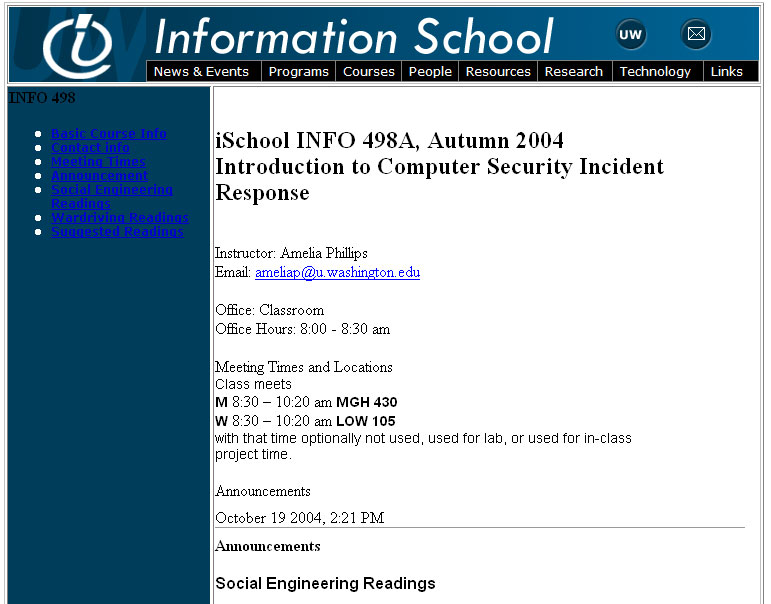 Information School
UW
News & Events Programs Courses People Resources Research Technology Links
INFO 498
Basic Course Info
Contact info
Meeting Times
Announcement
Social Engineering
Readings
Wardriving Readings
Suggested Readings
iSchool INFO 498A, Autumn 2004
Introduction to Computer Security Incident
Response
Instructor: Amelia Phillips
Email: ameliap@u.washington.edu
Office: Classroom
Office Hours: 8:00 - 8:30 am
Meeting Times and Locations
Class meets
M 8:30 – 10:20 am MGH 430
W 8:30 – 10:20 am LOW 105
with that time optionally not used, used for lab, or used for in-class
project time.
Announcements
October 19 2004, 2:21 PM
Announcements
Social Engineering Readings